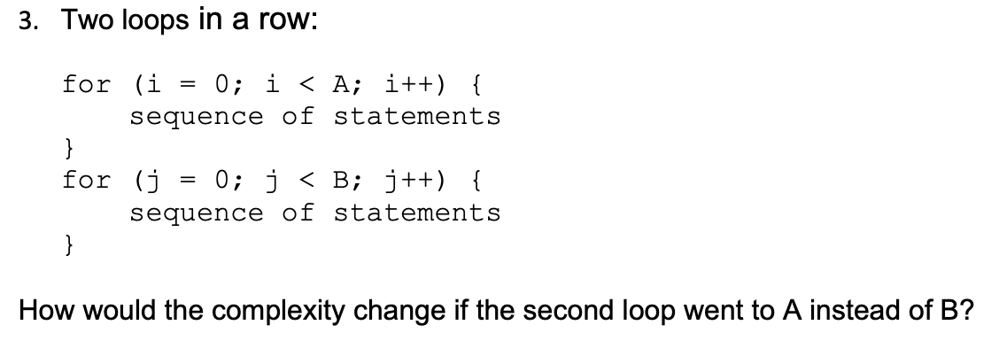 3. Two loops in a row:
for (i = 0; i < A; i++) {
sequence of statements
}
for (j = 0; j < B; j++) {
sequence of statements
}
How would the complexity change if the second loop went to A instead of B?